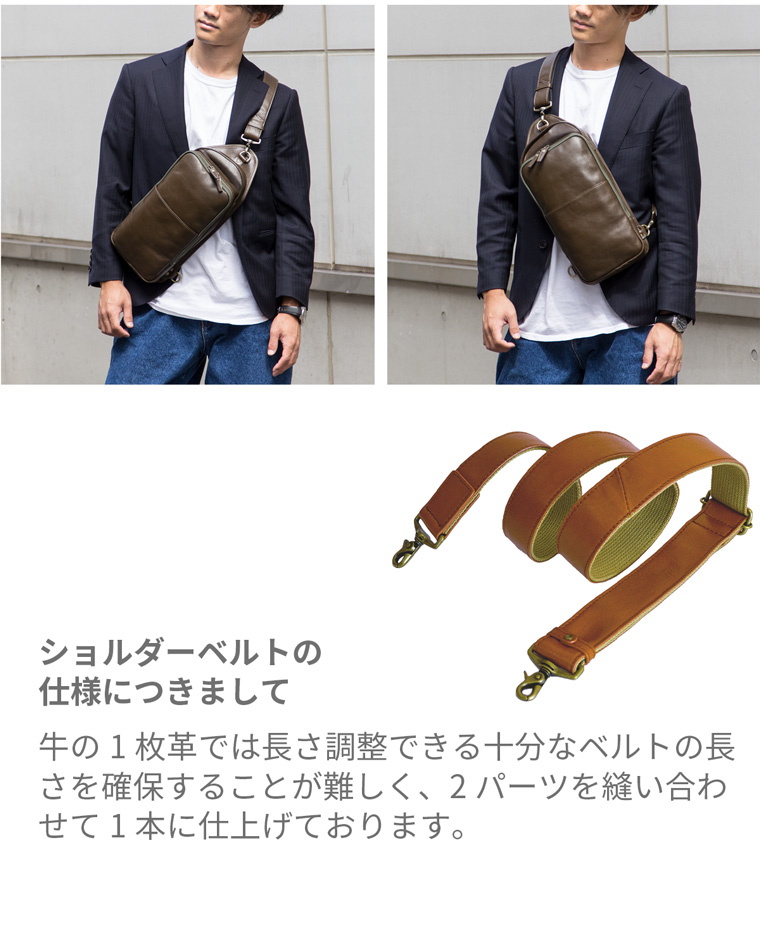 ショルダーベルトの
仕様につきまして
牛の 1 枚革では長さ調整できる十分なベルトの長
さを確保することが難しく、2 パーツを縫い合わ
せて 1 本に仕上げております。